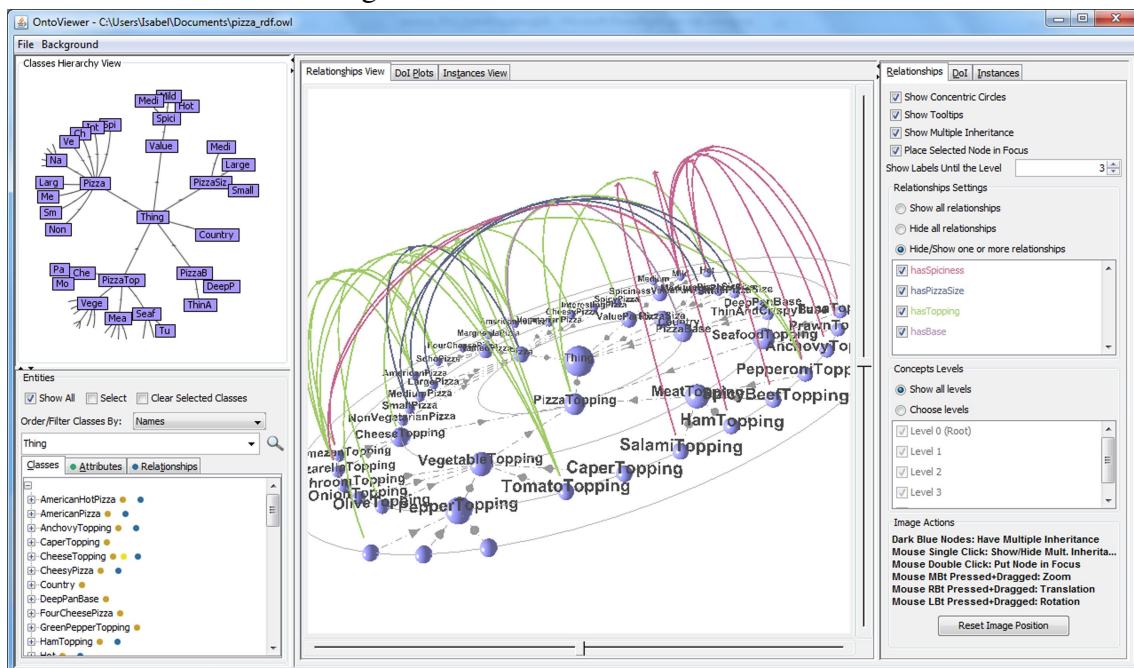 OntoViewer - C:\Users\Isabel\Documents\pizza_rdf.owl
File Background
Classes Hierarchy View
Medi
Mild
Hot
Spici
Int
Spi
Ch
Ve
Na
Value
Medi
Large
Pizza
PizzaSiz
Small
Larg
Me
Sm
Non
Thing
Country
Pa
Che
Mo
PizzaTop
PizzaB
DeepP
ThinA
Vege
Mea
Seaf
Tu
Entities
Show All Select Clear Selected Classes
Order/Filter Classes By: Names
Thing
Classes Attributes Relationships
AmericanHotPizza
AmericanPizza
AnchovyTopping
CaperTopping
CheeseTopping
CheesyPizza
Country
DeepPanBase
FourCheesePizza
GreenPepperTopping
HamTopping
Hot
Relationships View DoI Plots Instances View
Mild
Hot
Medium
DeepPanBase
ThinAndCrispyBase
InterestingPizza
SpicyPizza
CheesyPizza
Country
PizzaBase
SeafoodTopping
FourCheesePizza
SohoPizza
Thing
AmericanPizza
LargePizza
MediumPizza
SmallPizza
NonVegetarianPizza
PizzaTopping
MeatTopping
SpicyBeefTopping
PepperoniTopp
HamTopping
CheeseTopping
SalamiTopping
VegetableTopping
CaperTopping
OnionTopping
OliveTopping
TomatoTopping
PepperTopping
Relationships DoI Instances
Show Concentric Circles
Show Tooltips
Show Multiple Inheritance
Place Selected Node in Focus
Show Labels Until the Level 3
Relationships Settings
Show all relationships
Hide all relationships
Hide/Show one or more relationships
hasSpiciness
hasPizzaSize
hasTopping
hasBase
Concepts Levels
Show all levels
Choose levels
Level 0 (Root)
Level 1
Level 2
Level 3
Image Actions
Dark Blue Nodes: Have Multiple Inheritance
Mouse Single Click: Show/Hide Mult. Inherita...
Mouse Double Click: Put Node in Focus
Mouse MBt Pressed+Dragged: Zoom
Mouse RBt Pressed+Dragged: Translation
Mouse LBt Pressed+Dragged: Rotation
Reset Image Position